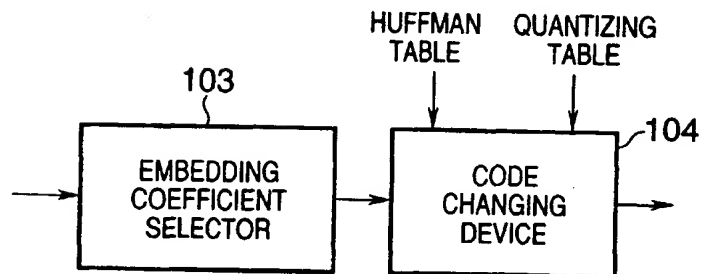 HUFFMAN
TABLE
QUANTIZING
TABLE
103
104
EMBEDDING
COEFFICIENT
SELECTOR
CODE
CHANGING
DEVICE